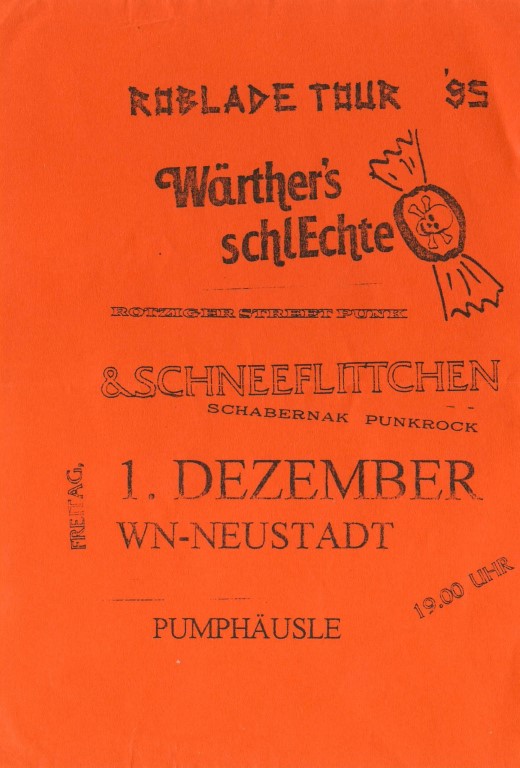 ROBLADE TOUR '95
Wärther's
schlEchte
ROTZIGER STREET PUNK
& SCHNEEFLITTCHEN
SCHABERNAK PUNKROCK
FREITAG,
1. DEZEMBER
WN-NEUSTADT
19.00 UHR
PUMPHÄUSLE